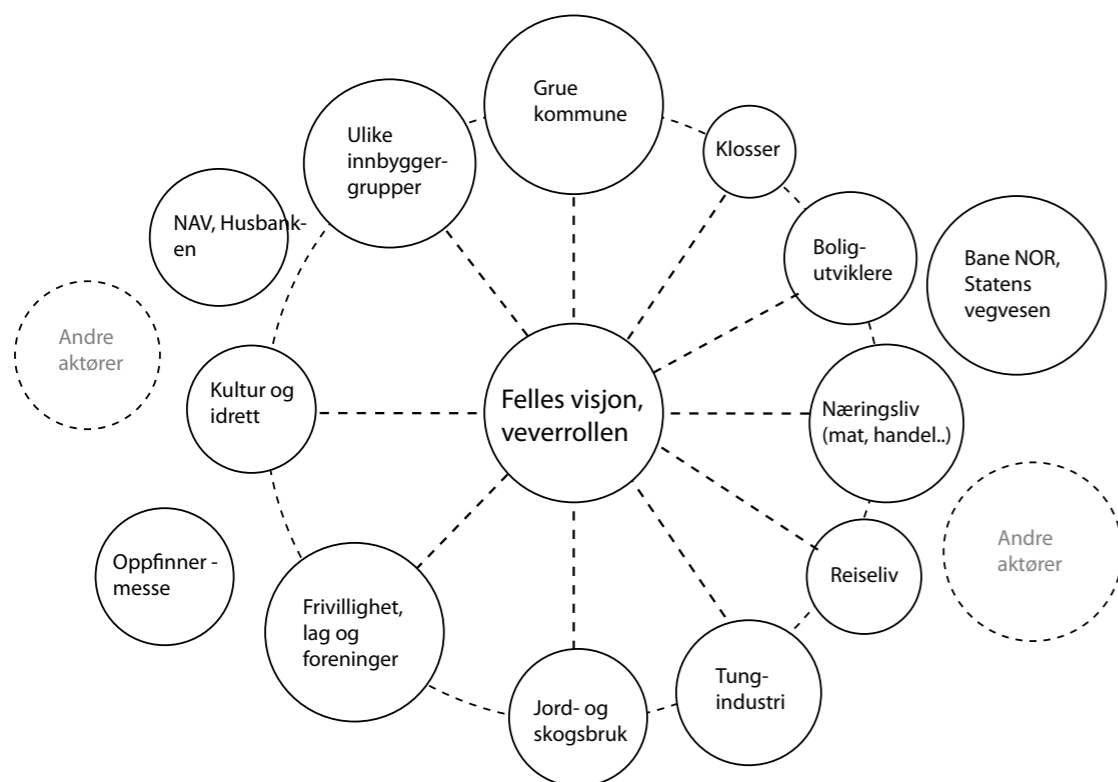 Grue
kommune
Ulike
innbygger-
grupper
Klosser
NAV, Husbank-
en
Bolig-
utviklere
Bane NOR,
Statens
vegvesen
Andre
aktører
Kultur og
idrett
Felles visjon,
veverrollen
Næringsliv
(mat, handel..)
Oppfinner -
messe
Frivillighet,
lag og
foreninger
Jord- og
skogsbruk
Tung-
industri
Reiseliv
Andre
aktører